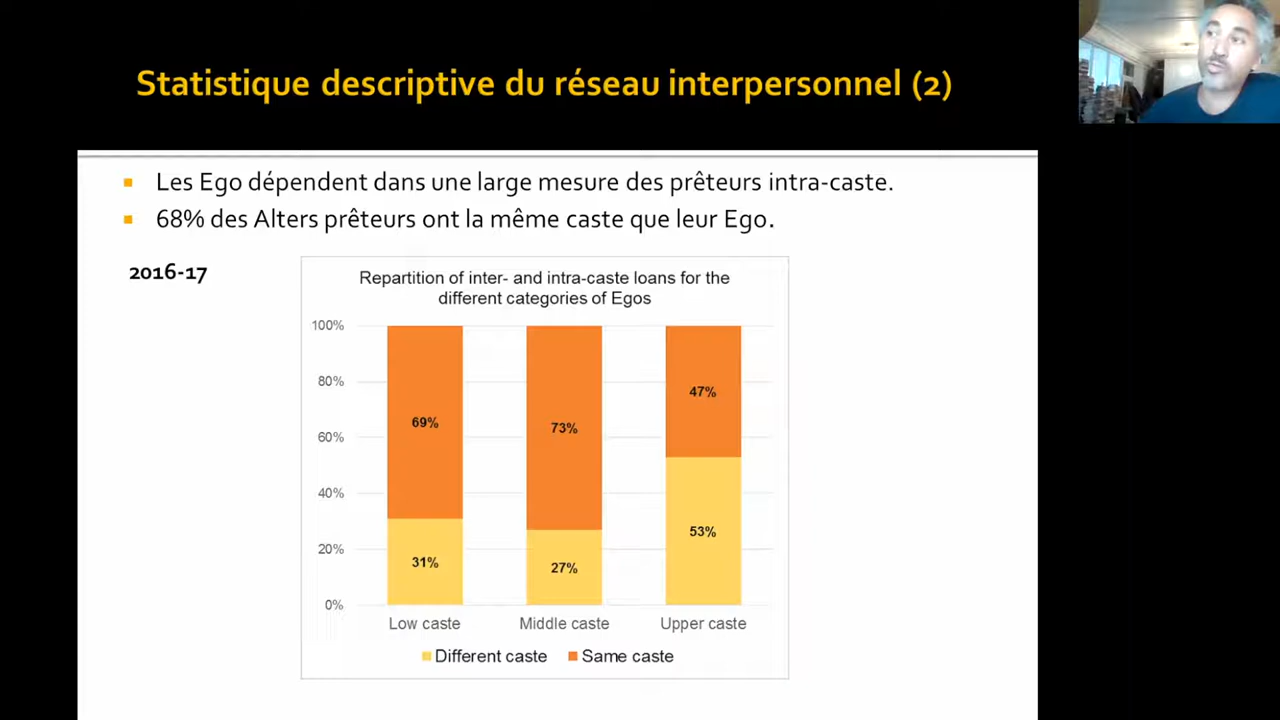 Statistique descriptive du réseau interpersonnel (2)
Les Ego dépendent dans une large mesure des prêteurs intra-caste.
68% des Alters prêteurs ont la même caste que leur Ego.
2016-17
Repartition of inter- and intra-caste loans for the
different categories of Egos
100%
80%
60%
40%
20%
0%
69%
31%
73%
27%
47%
53%
Low caste
Middle caste
Upper caste
Different caste
Same caste